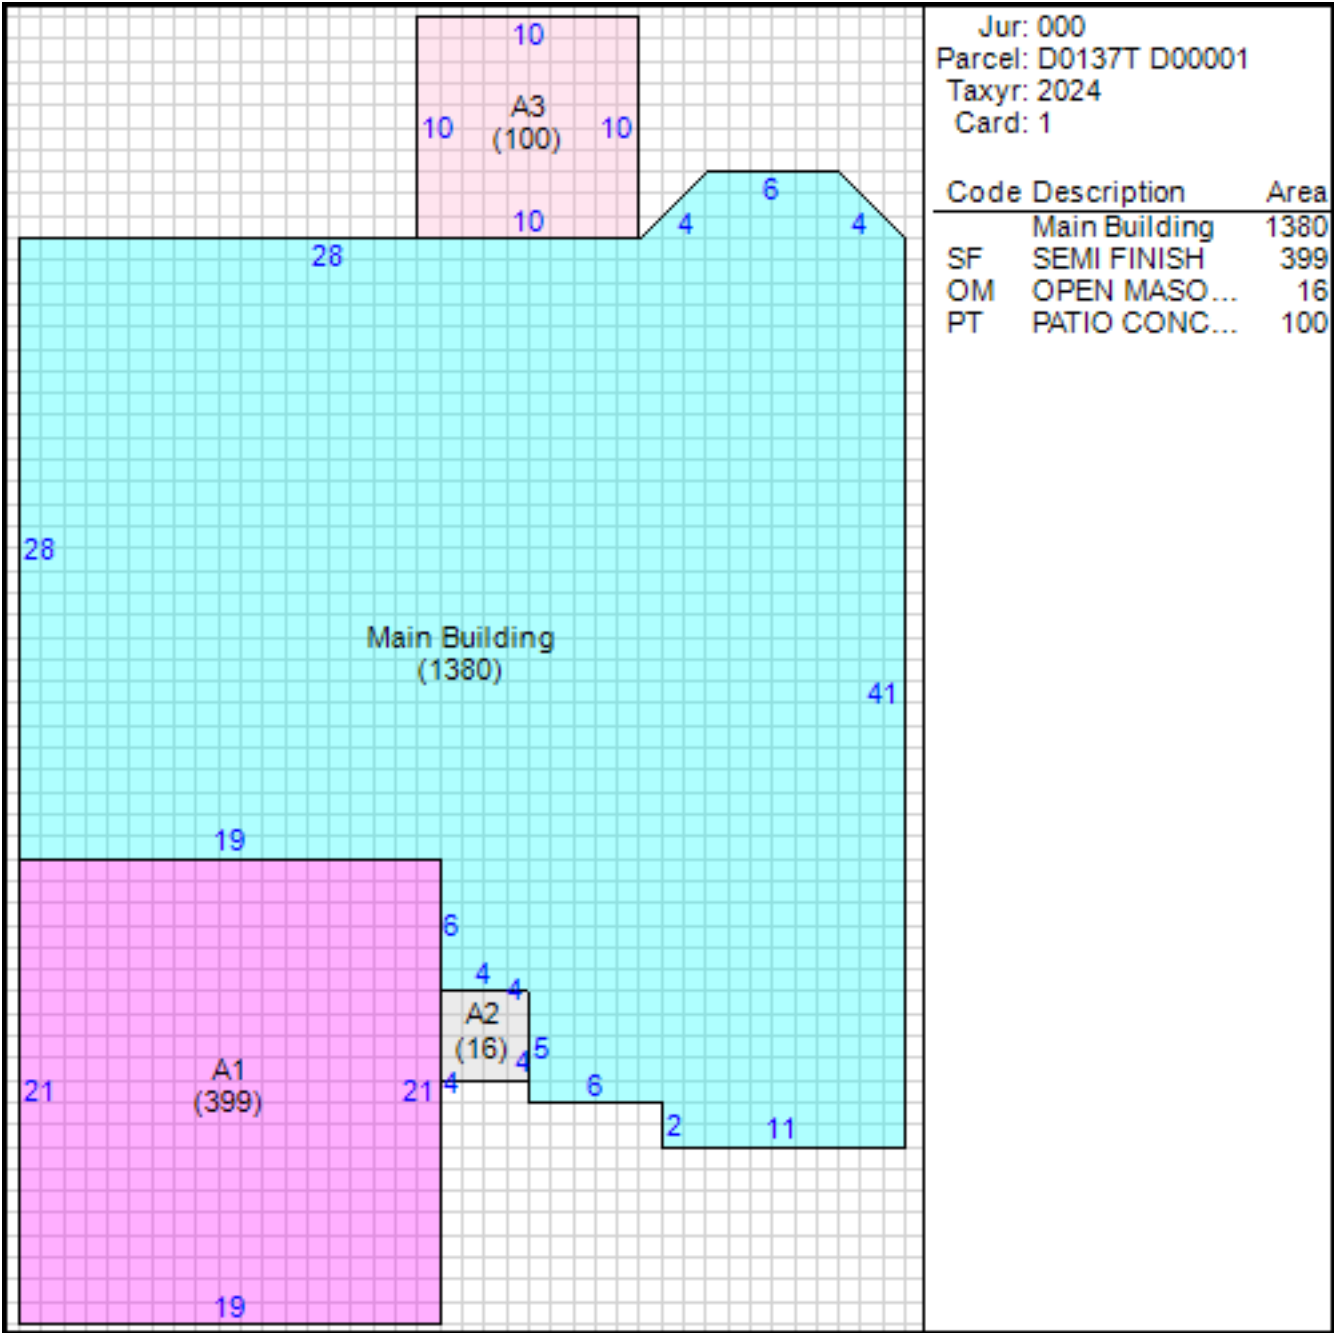 10
A3
10 10
(100)
10
6
4 4
28
28
Main Building
(1380)
41
19
6
4
4
A2
(16)
5
4
4
6
2
11
A1
(399)
21 21
19
Jur: 000
Parcel: D0137T D00001
Taxyr: 2024
Card: 1
Code Description Area
Main Building 1380
SF SEMI FINISH 399
OM OPEN MASO... 16
PT PATIO CONC... 100